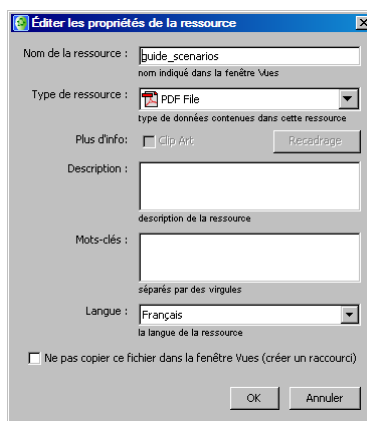 Éditer les propriétés de la ressource
Nom de la ressource : guide_scenarios
nom indiqué dans la fenêtre Vues
Type de ressource : PDF File
type de données contenues dans cette ressource
Plus d'info: Clip Art Recadrage
Description :
description de la ressource
Mots-clés :
séparés par des virgules
Langue : Français
la langue de la ressource
Ne pas copier ce fichier dans la fenêtre Vues (créer un raccourci)
OK Annuler